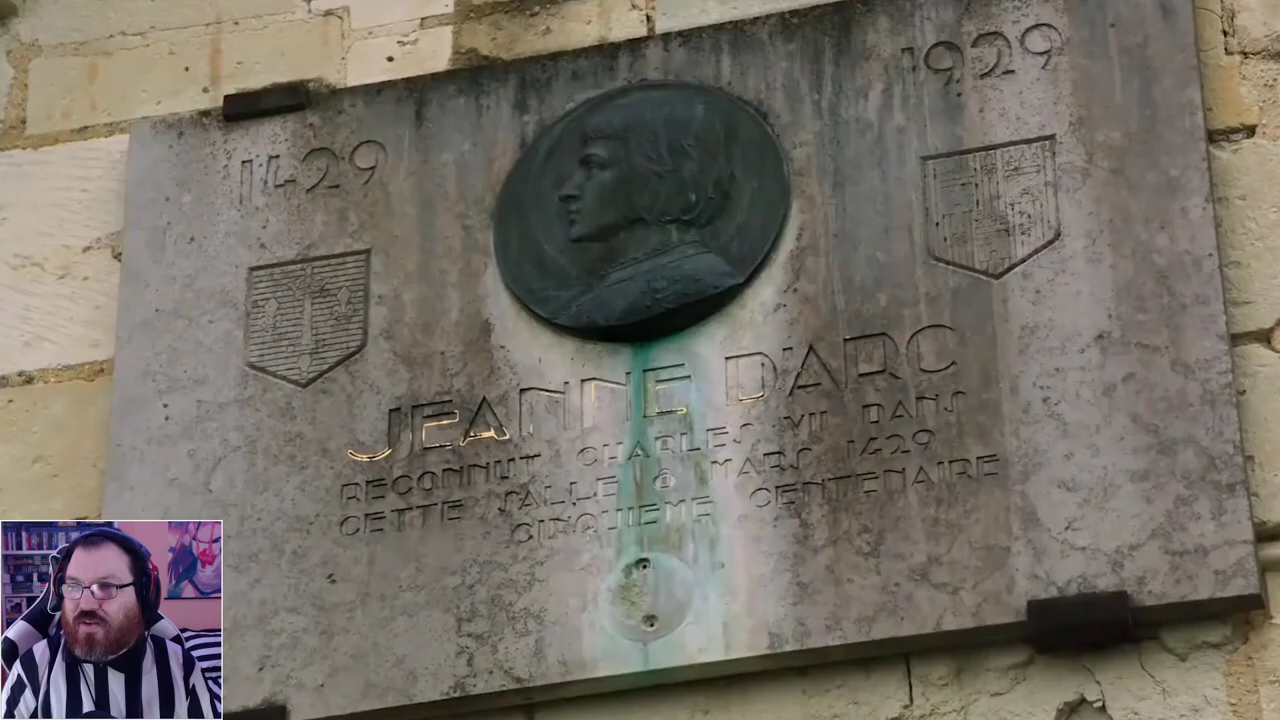 1429
1929
JEANNE D'ARC
RECONNUT CHARLES VII DANS
CETTE SALLE 8 MARS 1429
CINQUIEME CENTENAIRE